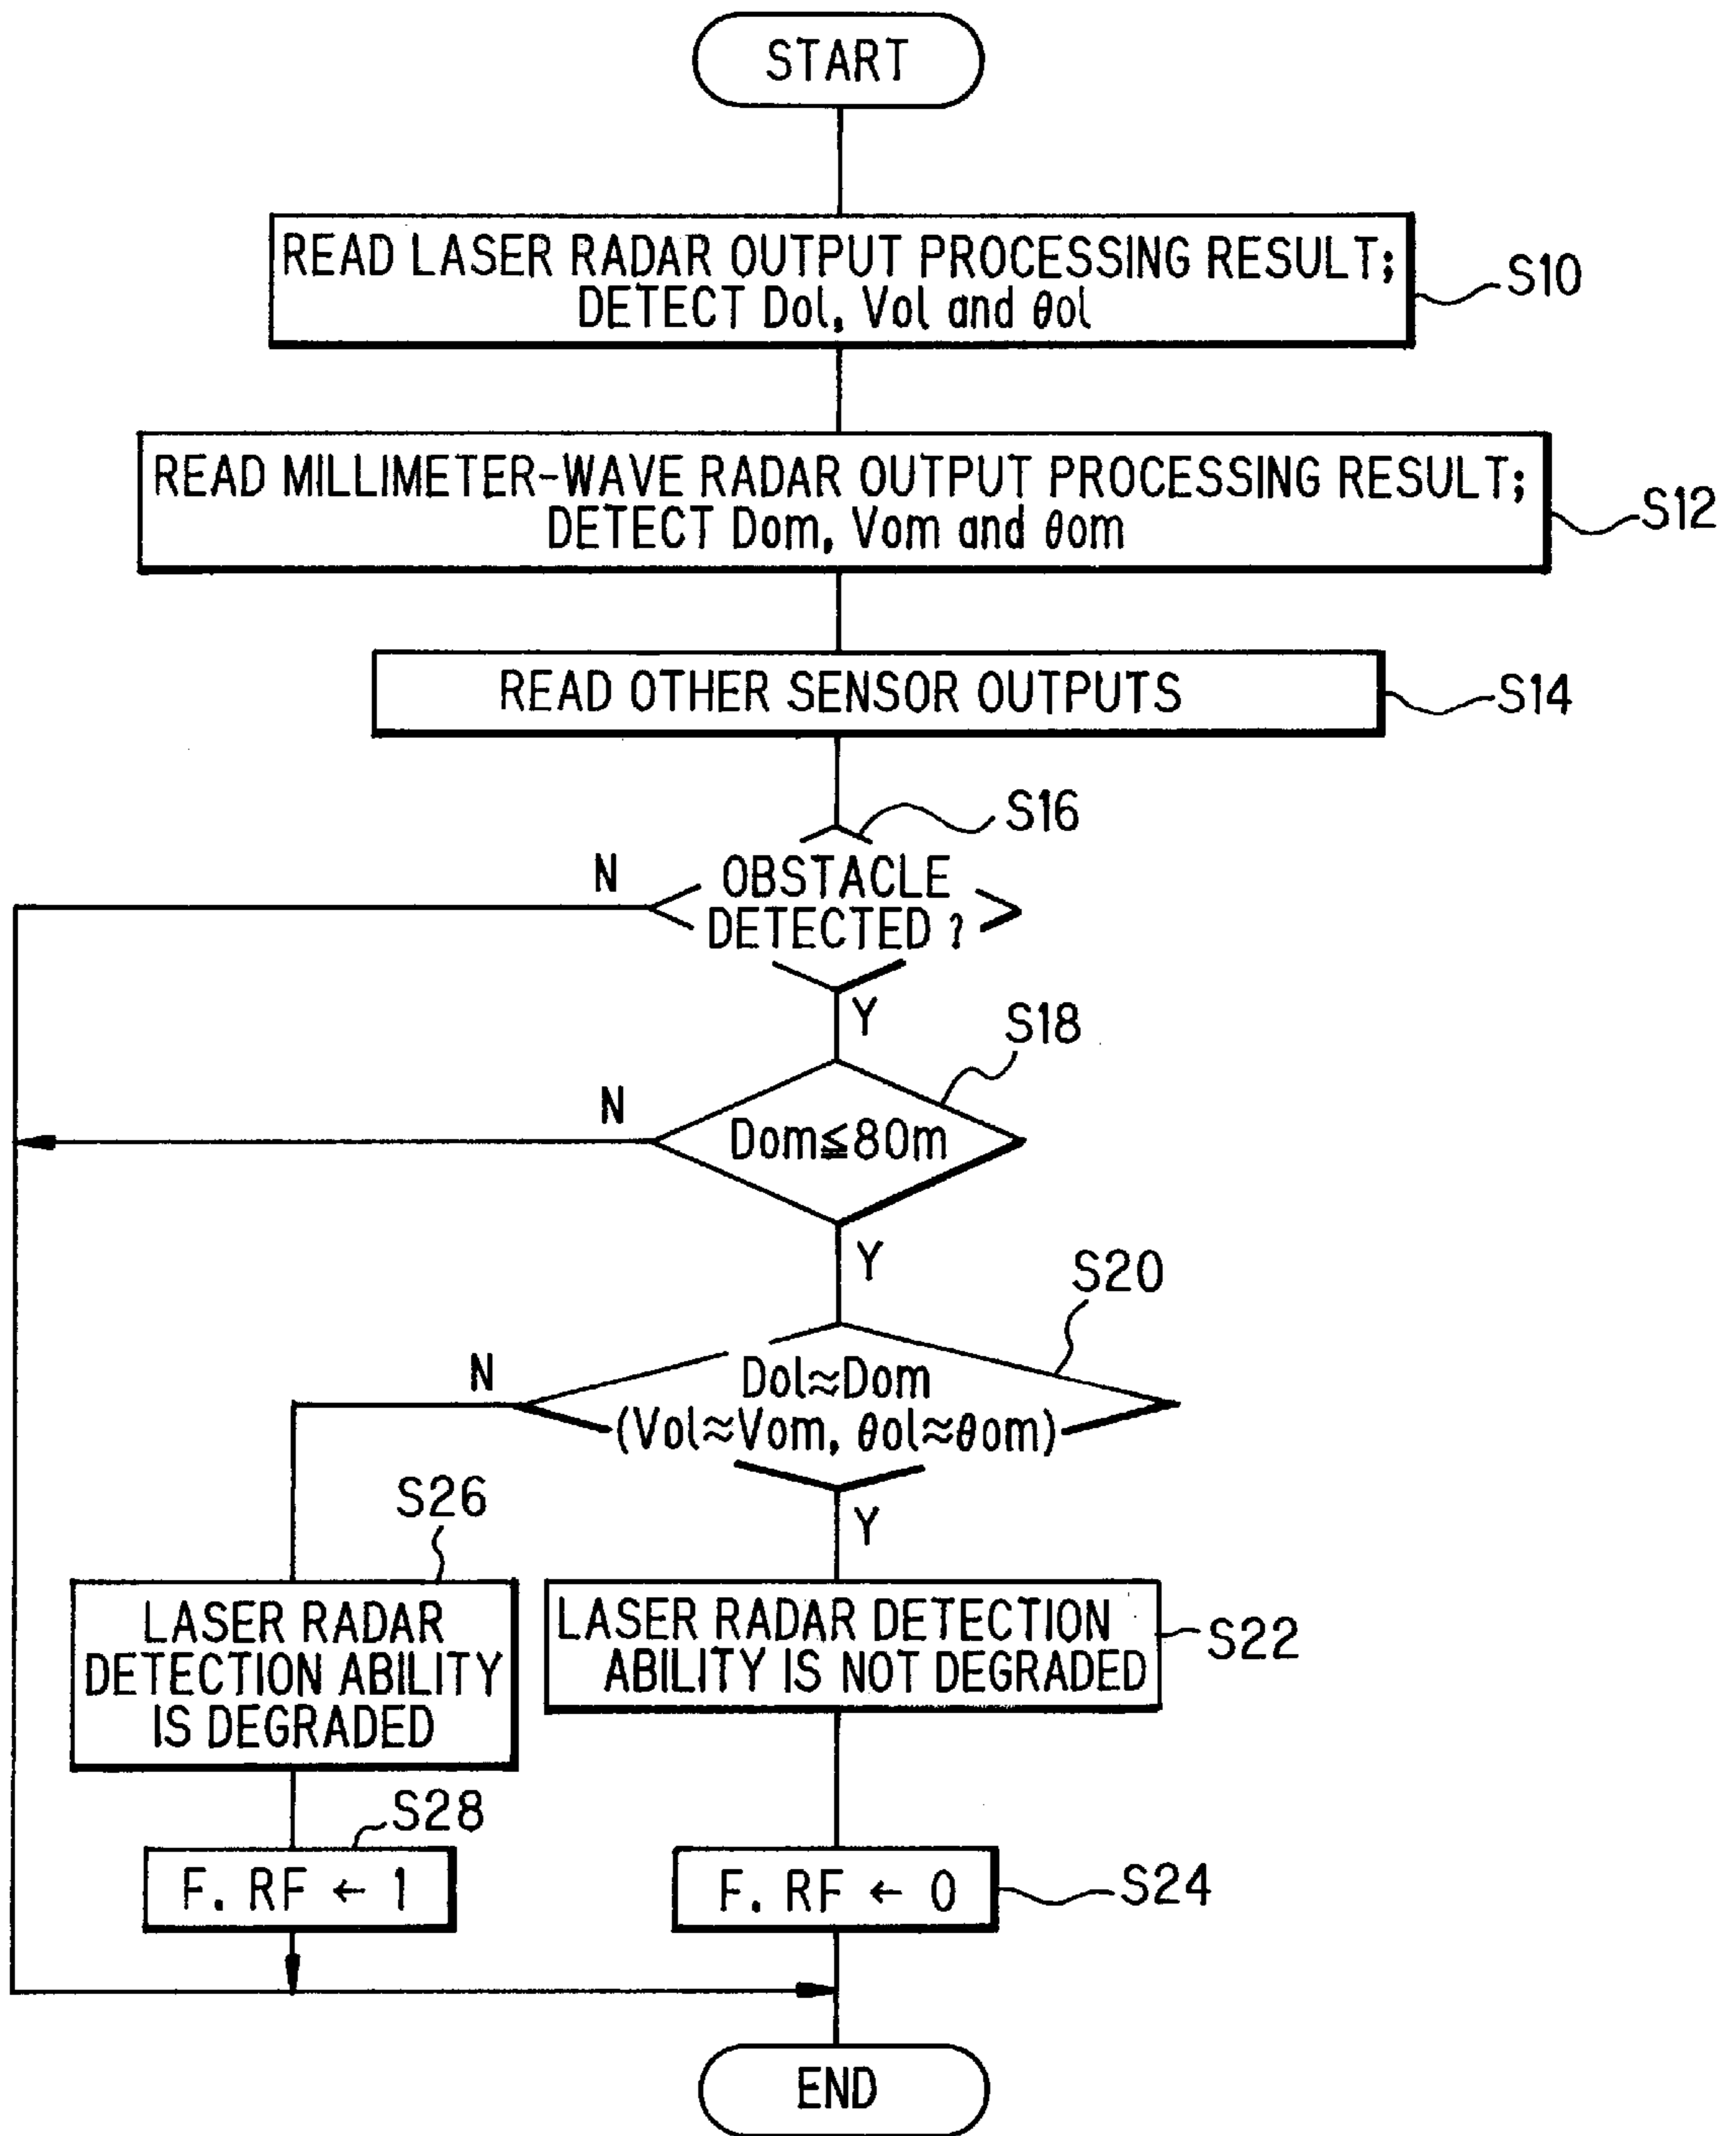 START
READ LASER RADAR OUTPUT PROCESSING RESULT;
DETECT Dol, Vol and θol
S10
READ MILLIMETER-WAVE RADAR OUTPUT PROCESSING RESULT;
DETECT Dom, Vom and θom
S12
READ OTHER SENSOR OUTPUTS
S14
S16
N
OBSTACLE
DETECTED ?
Y
S18
N
Dom≦80m
Y
S20
N
Dol≈Dom
(Vol≈Vom, θol≈θom)
Y
S26
LASER RADAR
DETECTION ABILITY
IS DEGRADED
LASER RADAR DETECTION
ABILITY IS NOT DEGRADED
S22
S28
F. RF ← 1
F. RF ← 0
S24
END